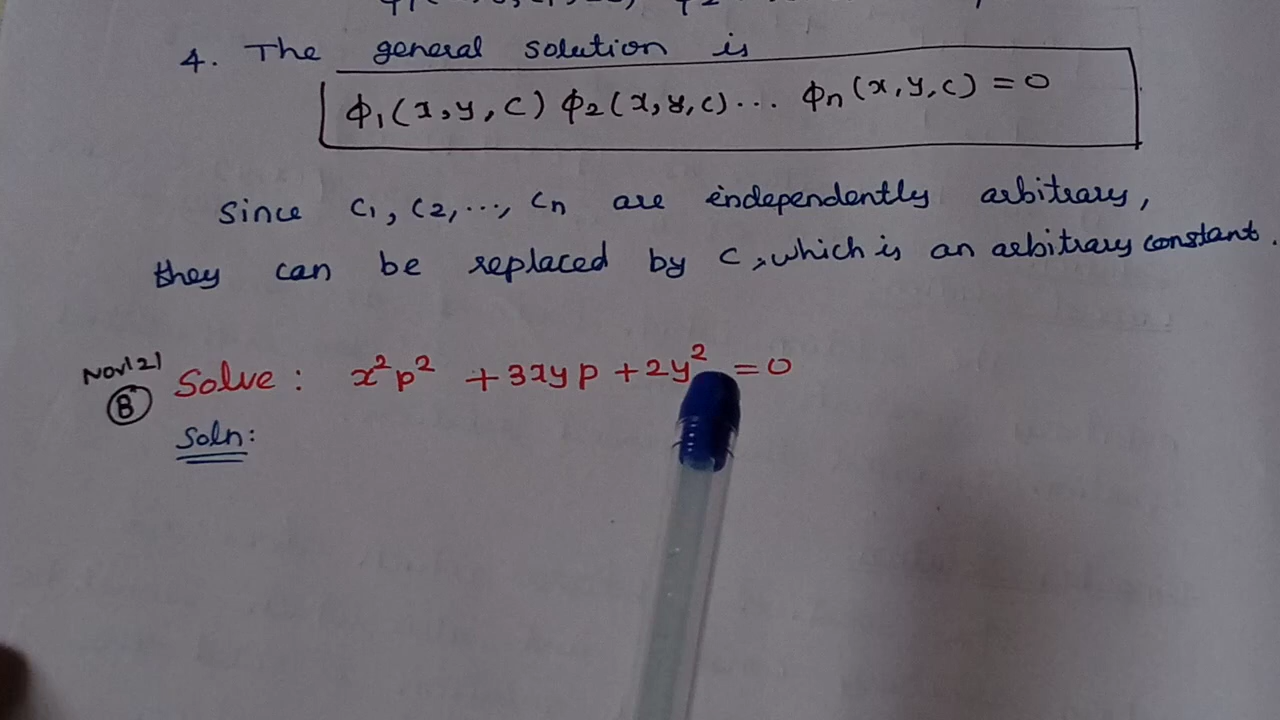 4. The general solution is
ϕ₁(x,y,c) ϕ₂(x,y,c)... ϕn(x,y,c) = 0
Since c₁, c₂, ..., cn are independently arbitrary,
they can be replaced by c, which is an arbitrary constant.
Nov'21
B Solve: x²p² + 3xyp + 2y² = 0
Soln: